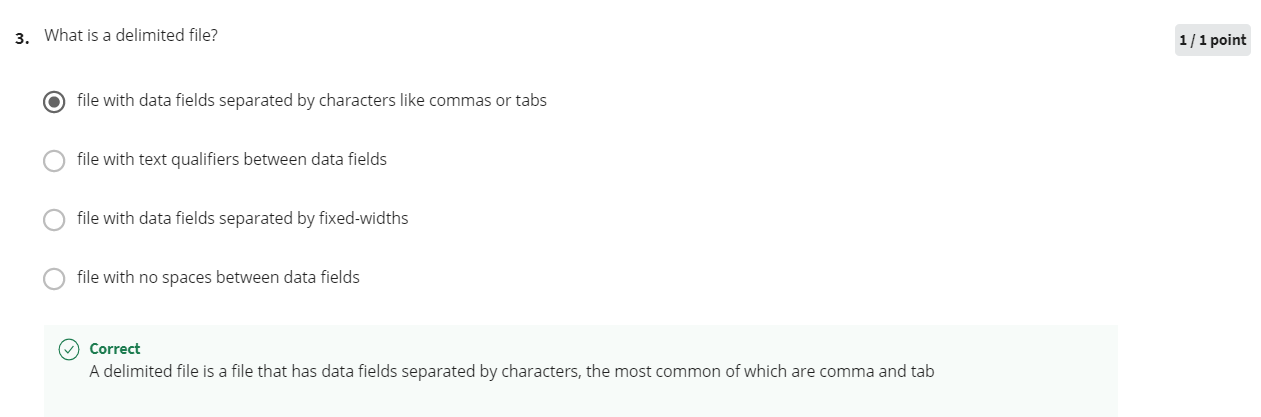 3. What is a delimited file?
1 / 1 point
file with data fields separated by characters like commas or tabs
file with text qualifiers between data fields
file with data fields separated by fixed-widths
file with no spaces between data fields
Correct
A delimited file is a file that has data fields separated by characters, the most common of which are comma and tab